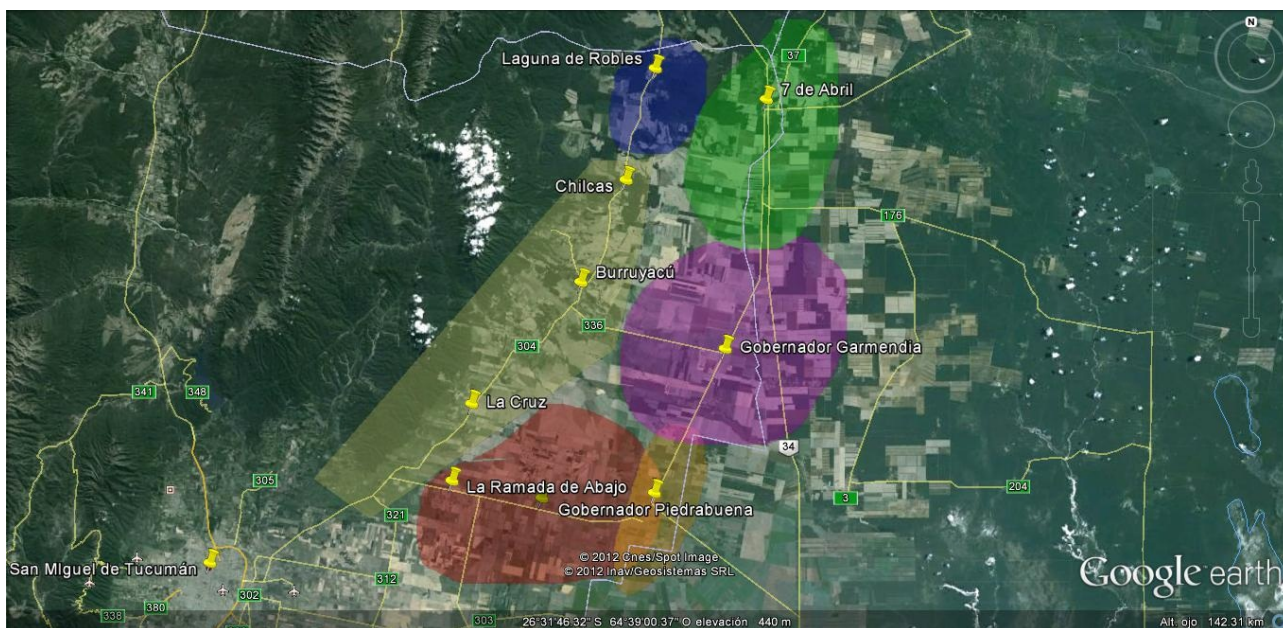 N
Laguna de Robles
37
7 de Abril
Chilcas
176
Burruyacú
336
304
Gobernador Garmendia
341
348
La Cruz
34
305
La Ramada de Abajo
204
3
Gobernador Piedrabuena
321
© 2012 Cnes/Spot Image
© 2012 Inav/Geosistemas SRL
San MIguel de Tucumán
312
Google earth
302
380
338
303
26°31'46.32" S 64°39'00.37" O elevación 440 m
Alt. ojo 142.31 km